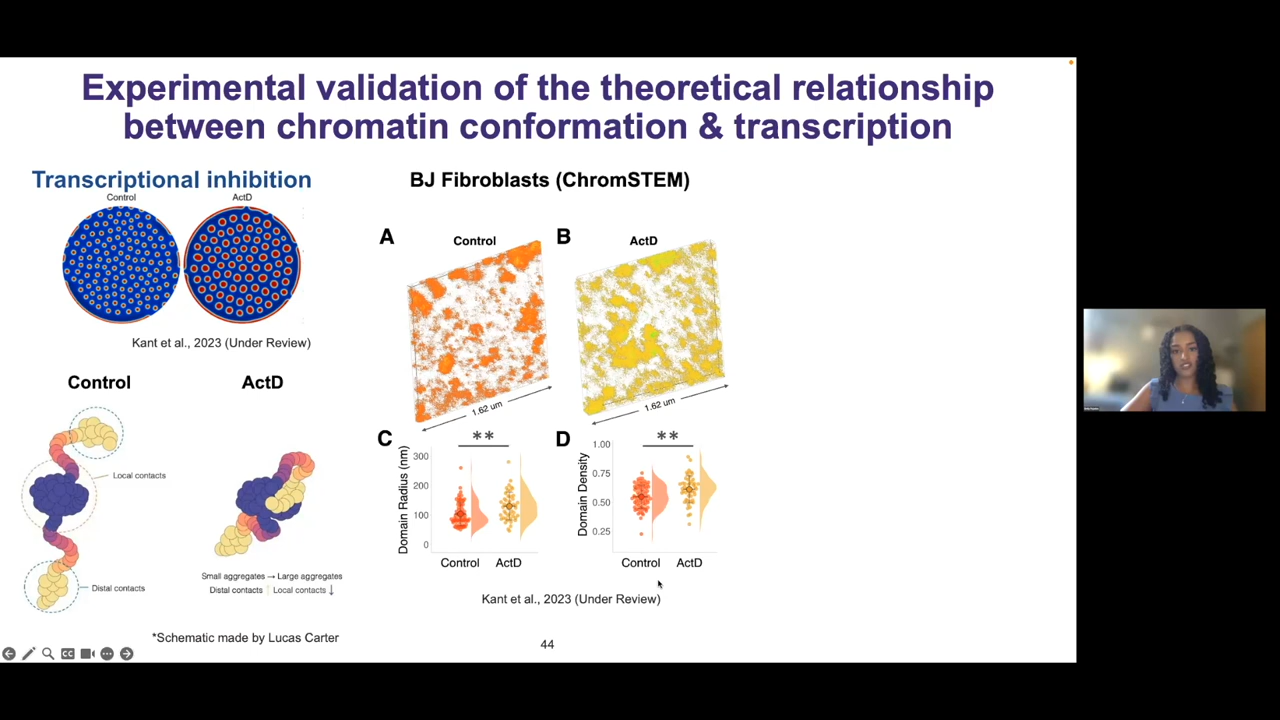 Experimental validation of the theoretical relationship
between chromatin conformation & transcription
Transcriptional inhibition
Control
ActD
Kant et al., 2023 (Under Review)
Control
ActD
Local contacts
Distal contacts
Small aggregates → Large aggregates
Distal contacts
Local contacts ↓
*Schematic made by Lucas Carter
BJ Fibroblasts (ChromSTEM)
A
Control
1.62 um
B
ActD
1.62 um
C
**
Domain Radius (nm)
300
200
100
0
Control
ActD
D
**
Domain Density
1.00
0.75
0.50
0.25
Control
ActD
Kant et al., 2023 (Under Review)
44
CC